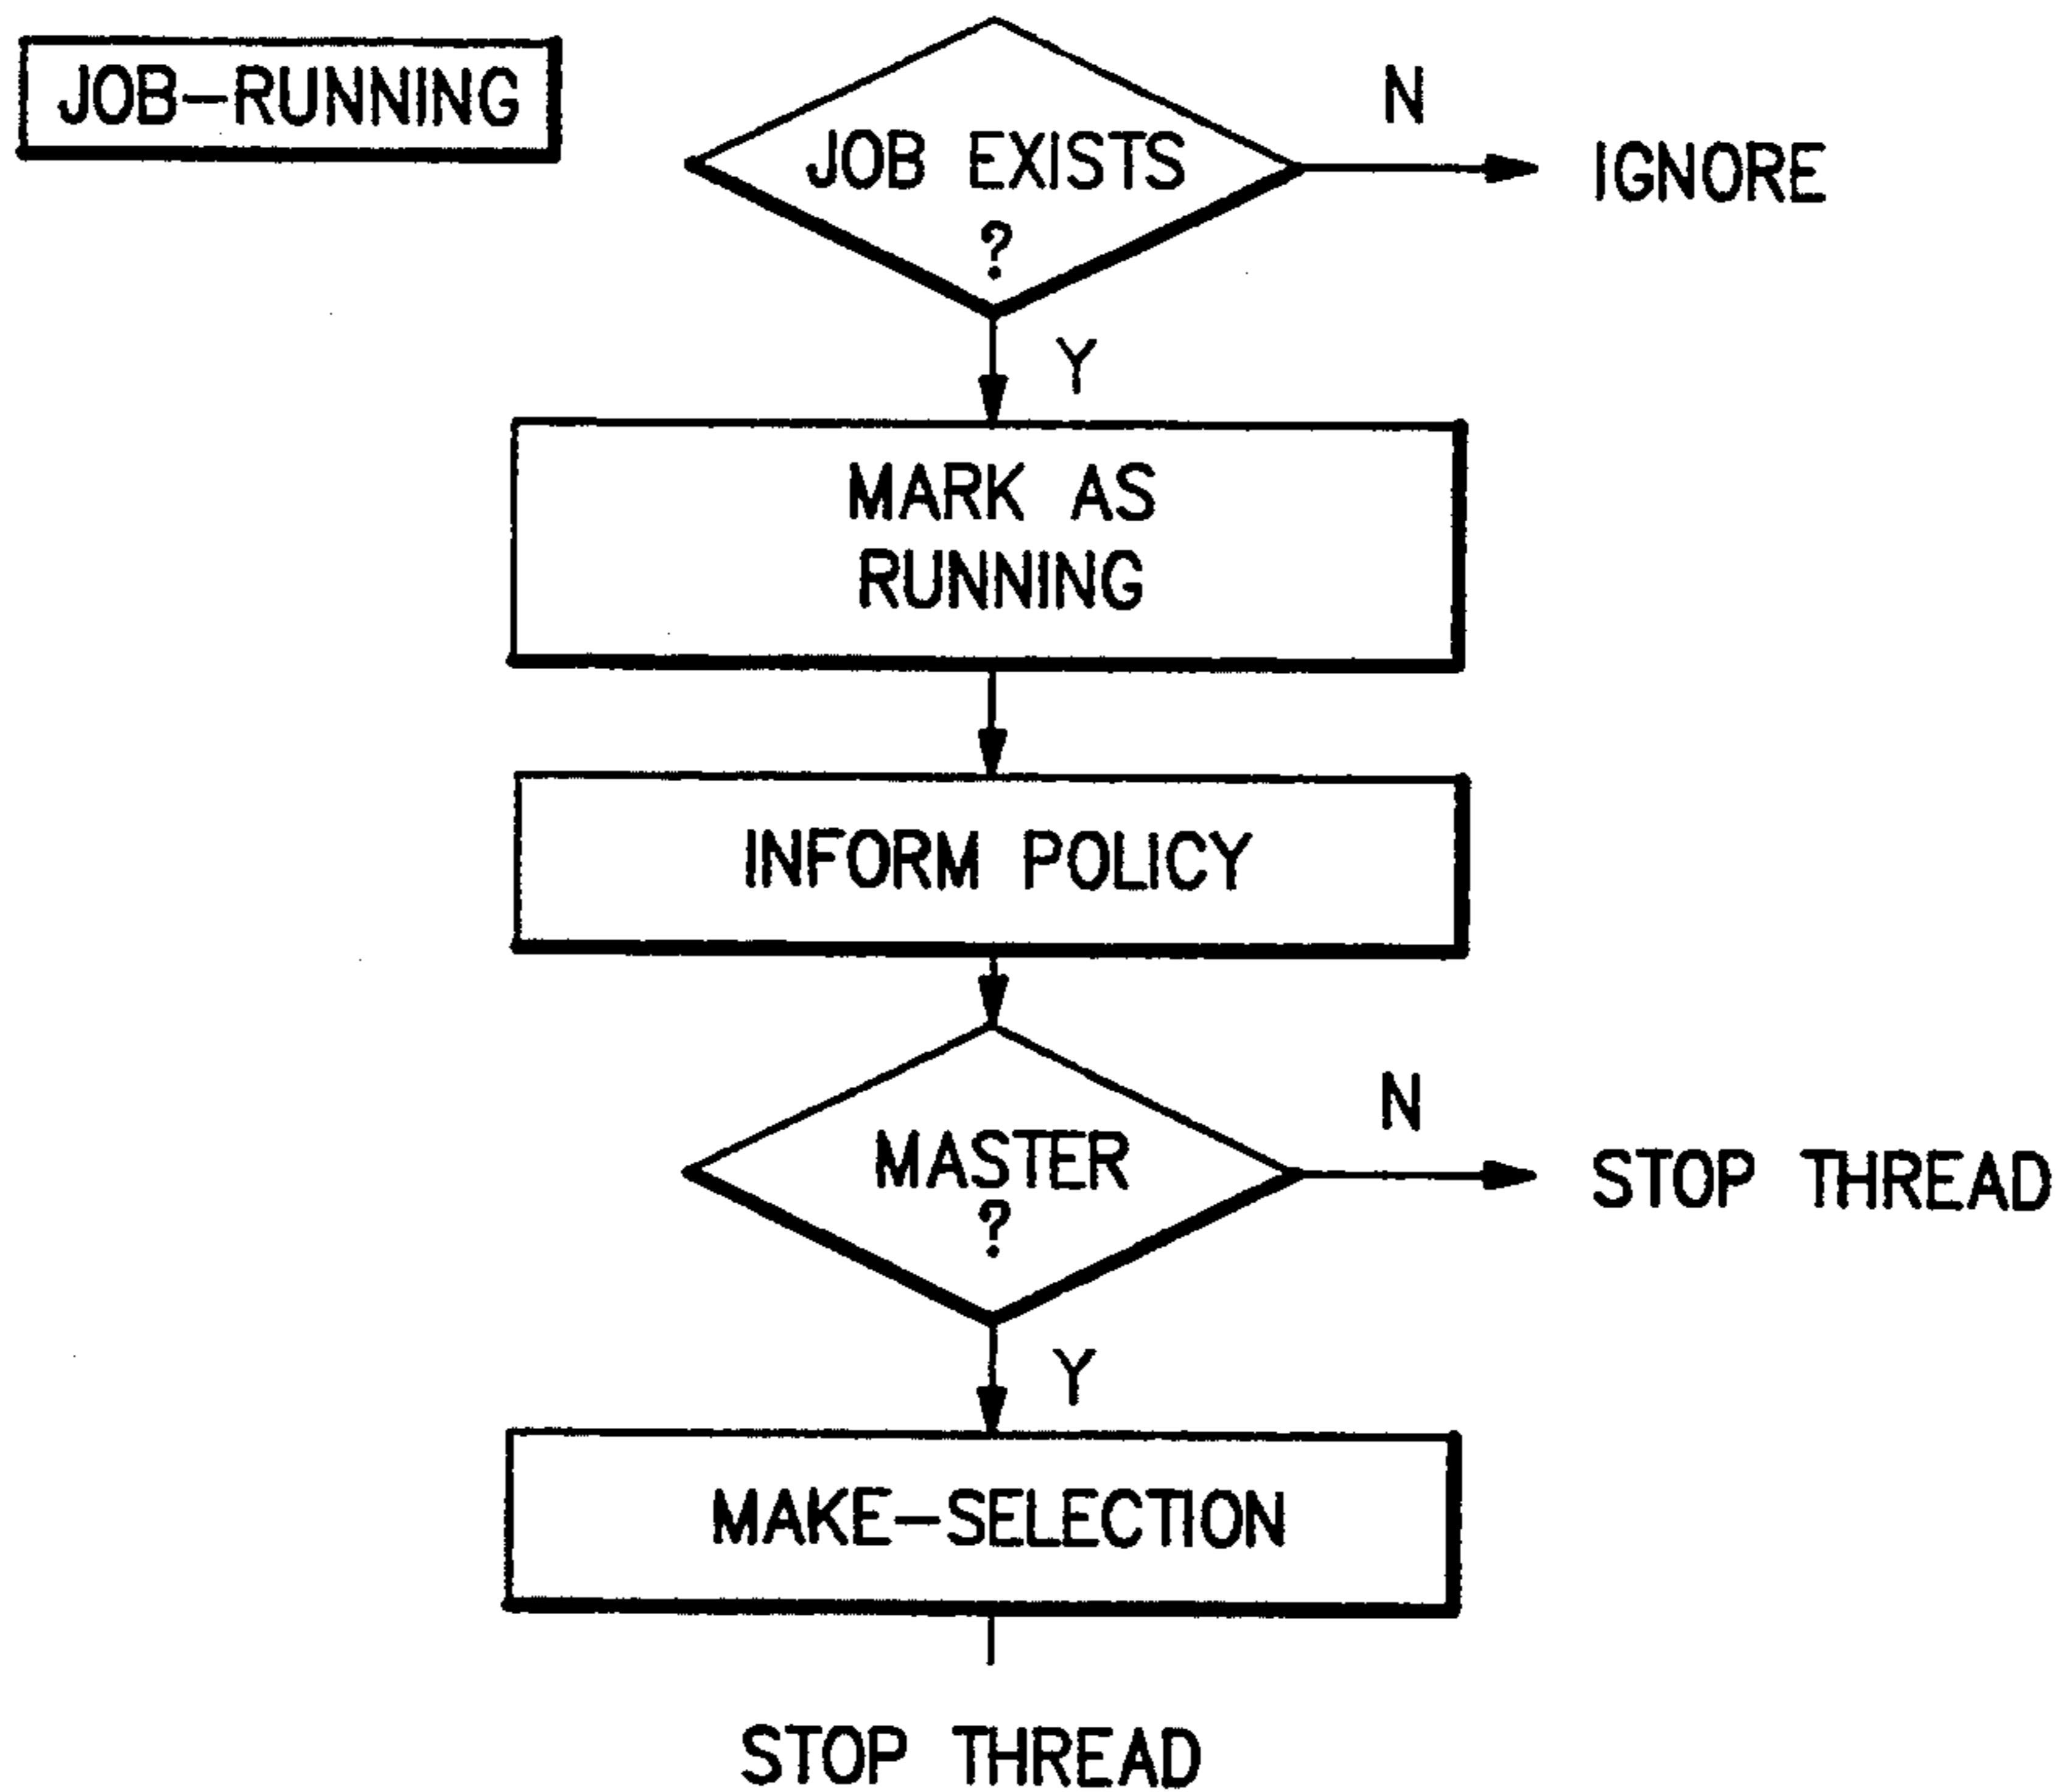 JOB-RUNNING
JOB EXISTS
?
N
IGNORE
Y
MARK AS
RUNNING
INFORM POLICY
MASTER
?
N
STOP THREAD
Y
MAKE-SELECTION
STOP THREAD